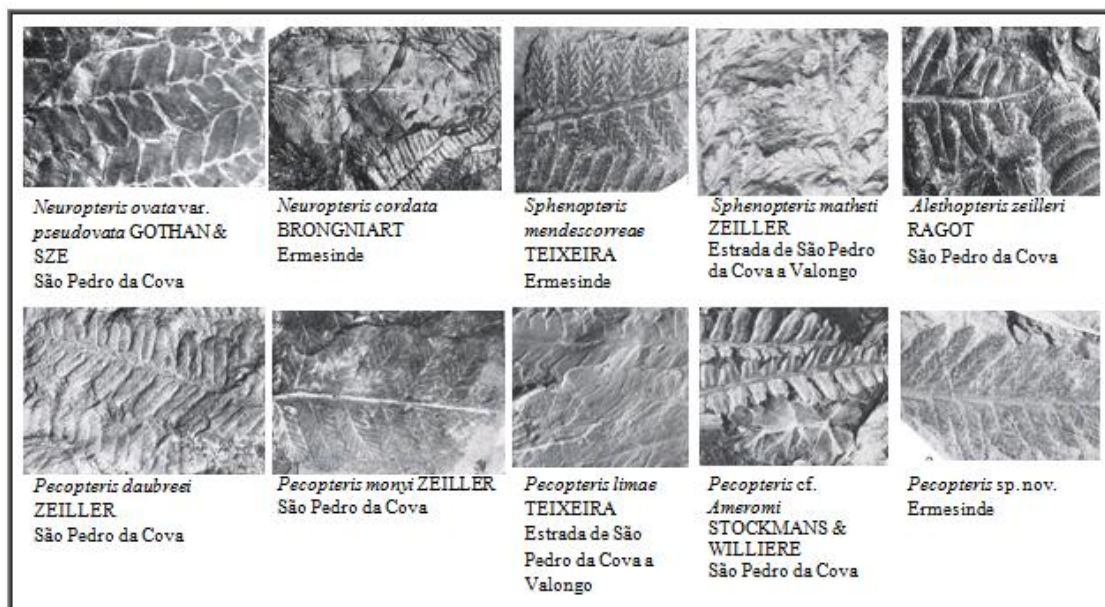 Neuropteris ovata var.
pseudovata GOTHAN &
SZE
São Pedro da Cova
Neuropteris cordata
BRONGNIART
Ermesinde
Sphenopteris
mendescorreae
TEIXEIRA
Ermesinde
Sphenopteris matheti
ZEILLER
Estrada de São Pedro
da Cova a Valongo
Alethopteris zeilleri
RAGOT
São Pedro da Cova
Pecopteris daubreei
ZEILLER
São Pedro da Cova
Pecopteris monyi ZEILLER
São Pedro da Cova
Pecopteris limae
TEIXEIRA
Estrada de São
Pedro da Cova a
Valongo
Pecopteris cf.
Ameromi
STOCKMANS &
WILLIERE
São Pedro da Cova
Pecopteris sp. nov.
Ermesinde